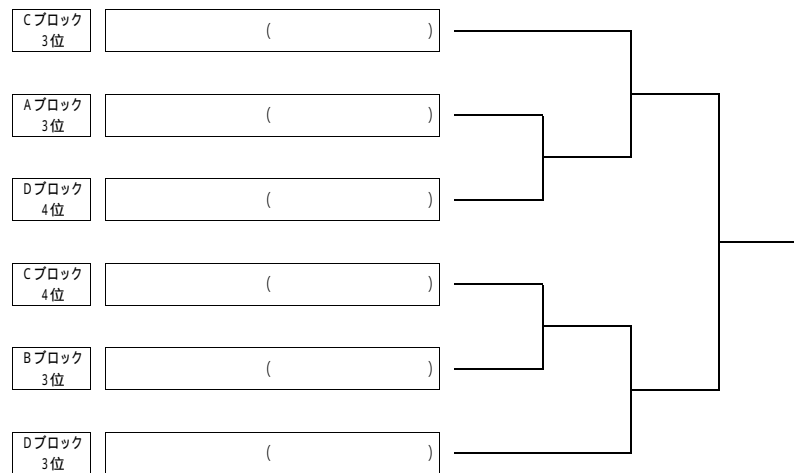 Cブロック
3位
( )
Aブロック
3位
( )
Dブロック
4位
( )
Cブロック
4位
( )
Bブロック
3位
( )
Dブロック
3位
( )